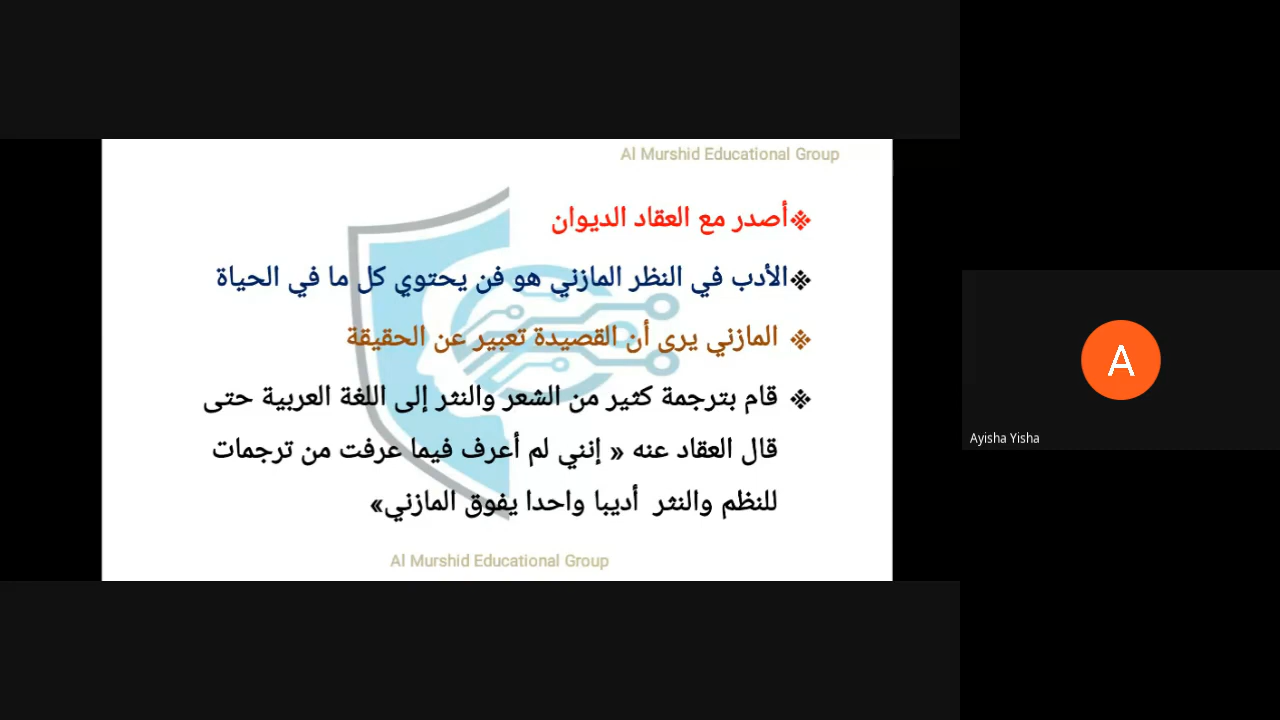 Al Murshid Educational Group
❖أصدر مع العقاد الديوان
❖الأدب في النظر المازني هو فن يحتوي كل ما في الحياة
❖ المازني يرى أن القصيدة تعبير عن الحقيقة
❖ قام بترجمة كثير من الشعر والنثر إلى اللغة العربية حتى
قال العقاد عنه « إنني لم أعرف فيما عرفت من ترجمات
للنظم والنثر أديبا واحدا يفوق المازني»
Al Murshid Educational Group
A
Ayisha Yisha